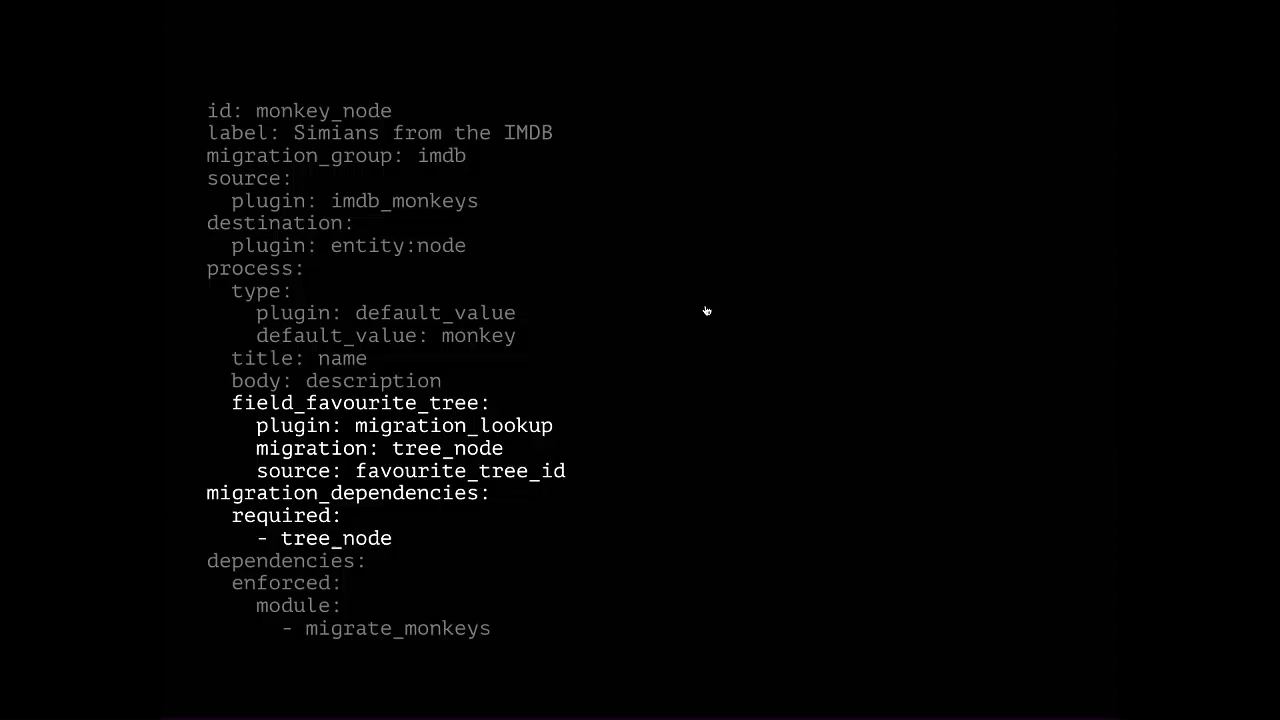 id: monkey_node
label: Simians from the IMDB
migration_group: imdb
source:
  plugin: imdb_monkeys
destination:
  plugin: entity:node
process:
  type:
    plugin: default_value
    default_value: monkey
  title: name
  body: description
  field_favourite_tree:
    plugin: migration_lookup
    migration: tree_node
    source: favourite_tree_id
migration_dependencies:
  required:
    - tree_node
dependencies:
  enforced:
    module:
      - migrate_monkeys